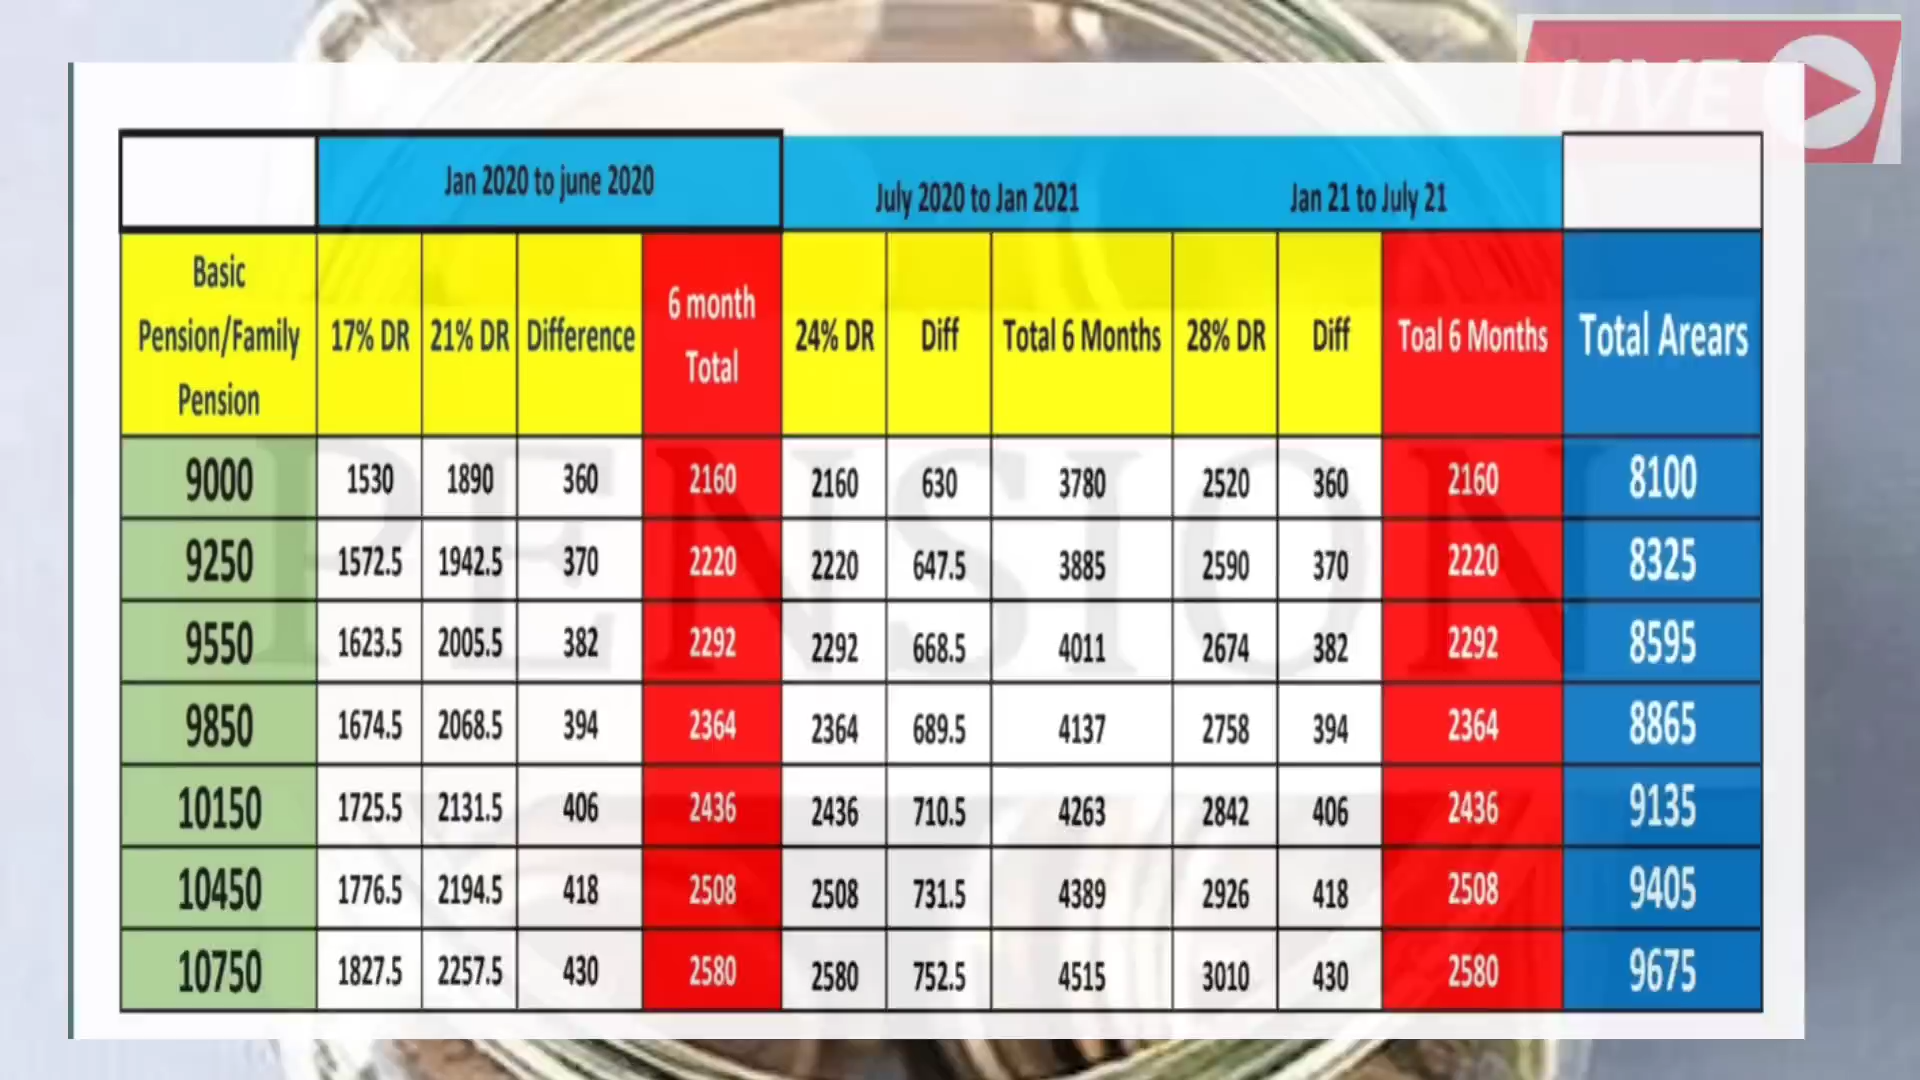 LIVE
Jan 2020 to june 2020 July 2020 to Jan 2021 Jan 21 to July 21
Basic Pension/Family Pension 17% DR 21% DR Difference 6 month Total 24% DR Diff Total 6 Months 28% DR Diff Toal 6 Months Total Arears
9000 1530 1890 360 2160 2160 630 3780 2520 360 2160 8100
9250 1572.5 1942.5 370 2220 2220 647.5 3885 2590 370 2220 8325
9550 1623.5 2005.5 382 2292 2292 668.5 4011 2674 382 2292 8595
9850 1674.5 2068.5 394 2364 2364 689.5 4137 2758 394 2364 8865
10150 1725.5 2131.5 406 2436 2436 710.5 4263 2842 406 2436 9135
10450 1776.5 2194.5 418 2508 2508 731.5 4389 2926 418 2508 9405
10750 1827.5 2257.5 430 2580 2580 752.5 4515 3010 430 2580 9675
PENSION